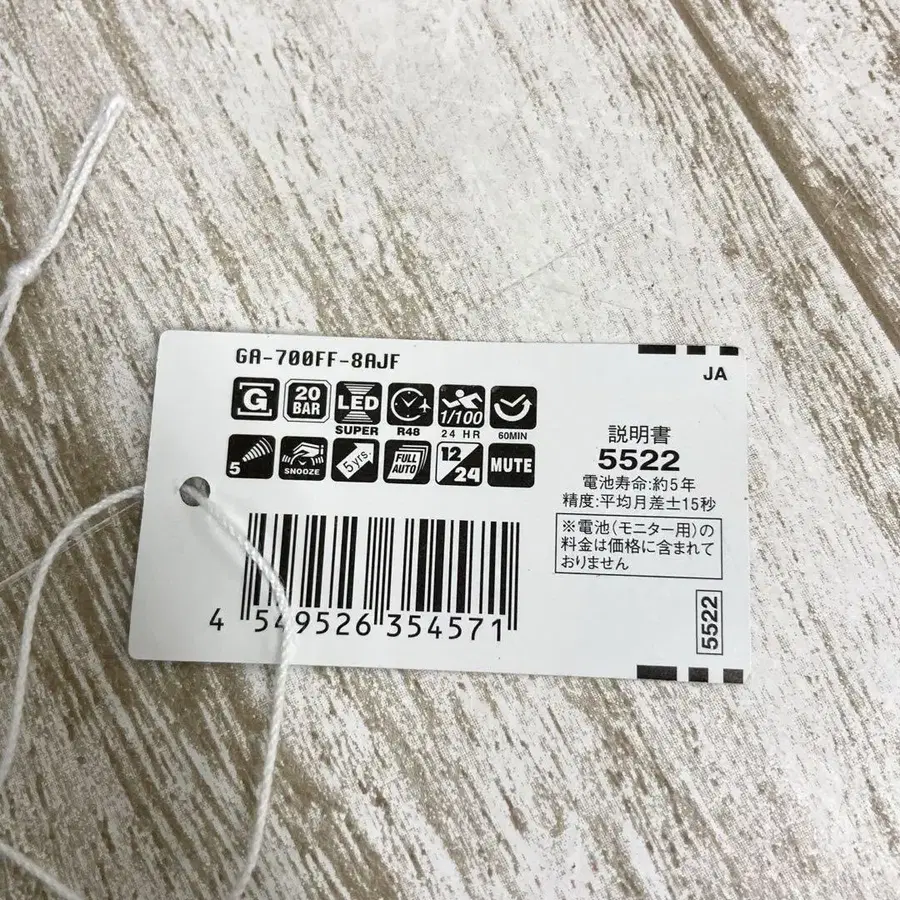 GA-700FF-8AJF
JA
G
20 BAR
LED
SUPER
R48
1/100
24 HR
60MIN
5
SNOOZE
5yrs.
FULL AUTO
12/24
MUTE
説明書
5522
電池寿命:約5年
精度:平均月差±15秒
※電池(モニター用)の
料金は価格に含まれて
おりません
4 549526 354571
5522